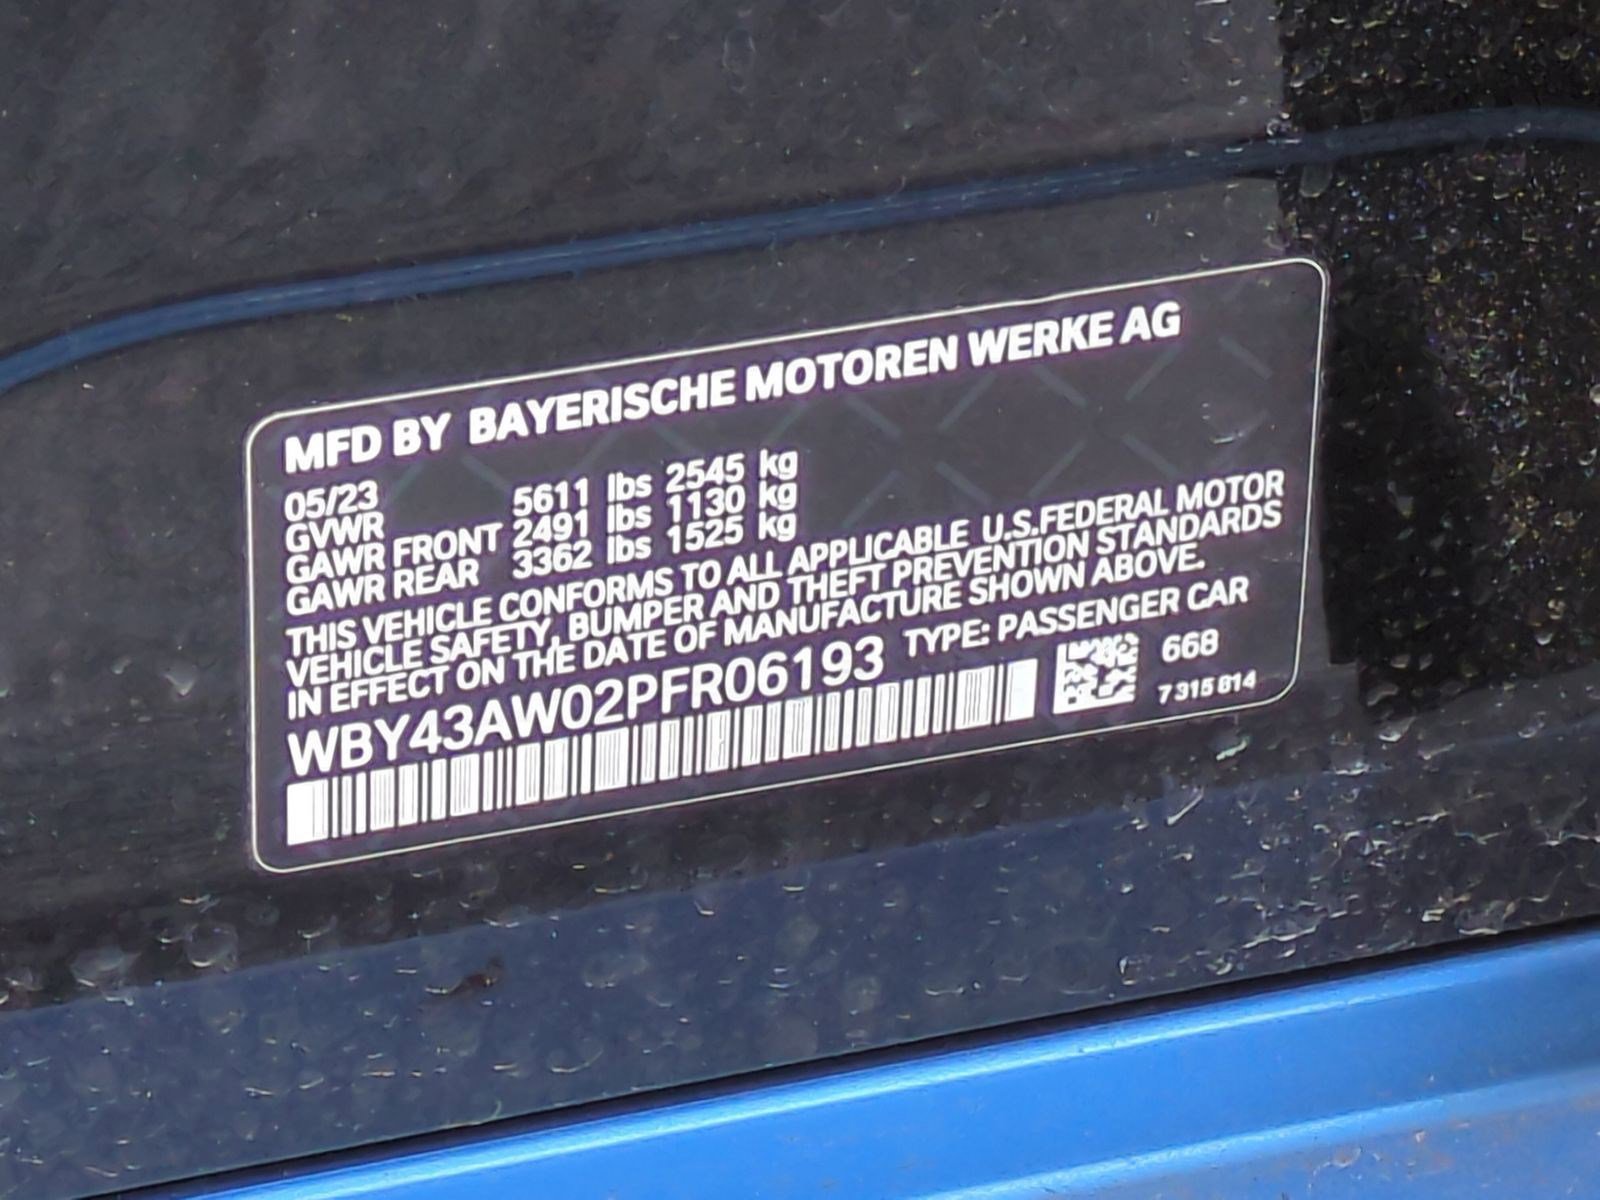 MFD BY BAYERISCHE MOTOREN WERKE AG
05/23
GVWR 5611 lbs 2545 kg
GAWR FRONT 2491 lbs 1130 kg
GAWR REAR 3362 lbs 1525 kg
THIS VEHICLE CONFORMS TO ALL APPLICABLE U.S.FEDERAL MOTOR
VEHICLE SAFETY, BUMPER AND THEFT PREVENTION STANDARDS
IN EFFECT ON THE DATE OF MANUFACTURE SHOWN ABOVE.
WBY43AW02PFR06193 TYPE: PASSENGER CAR
668
7 315 814